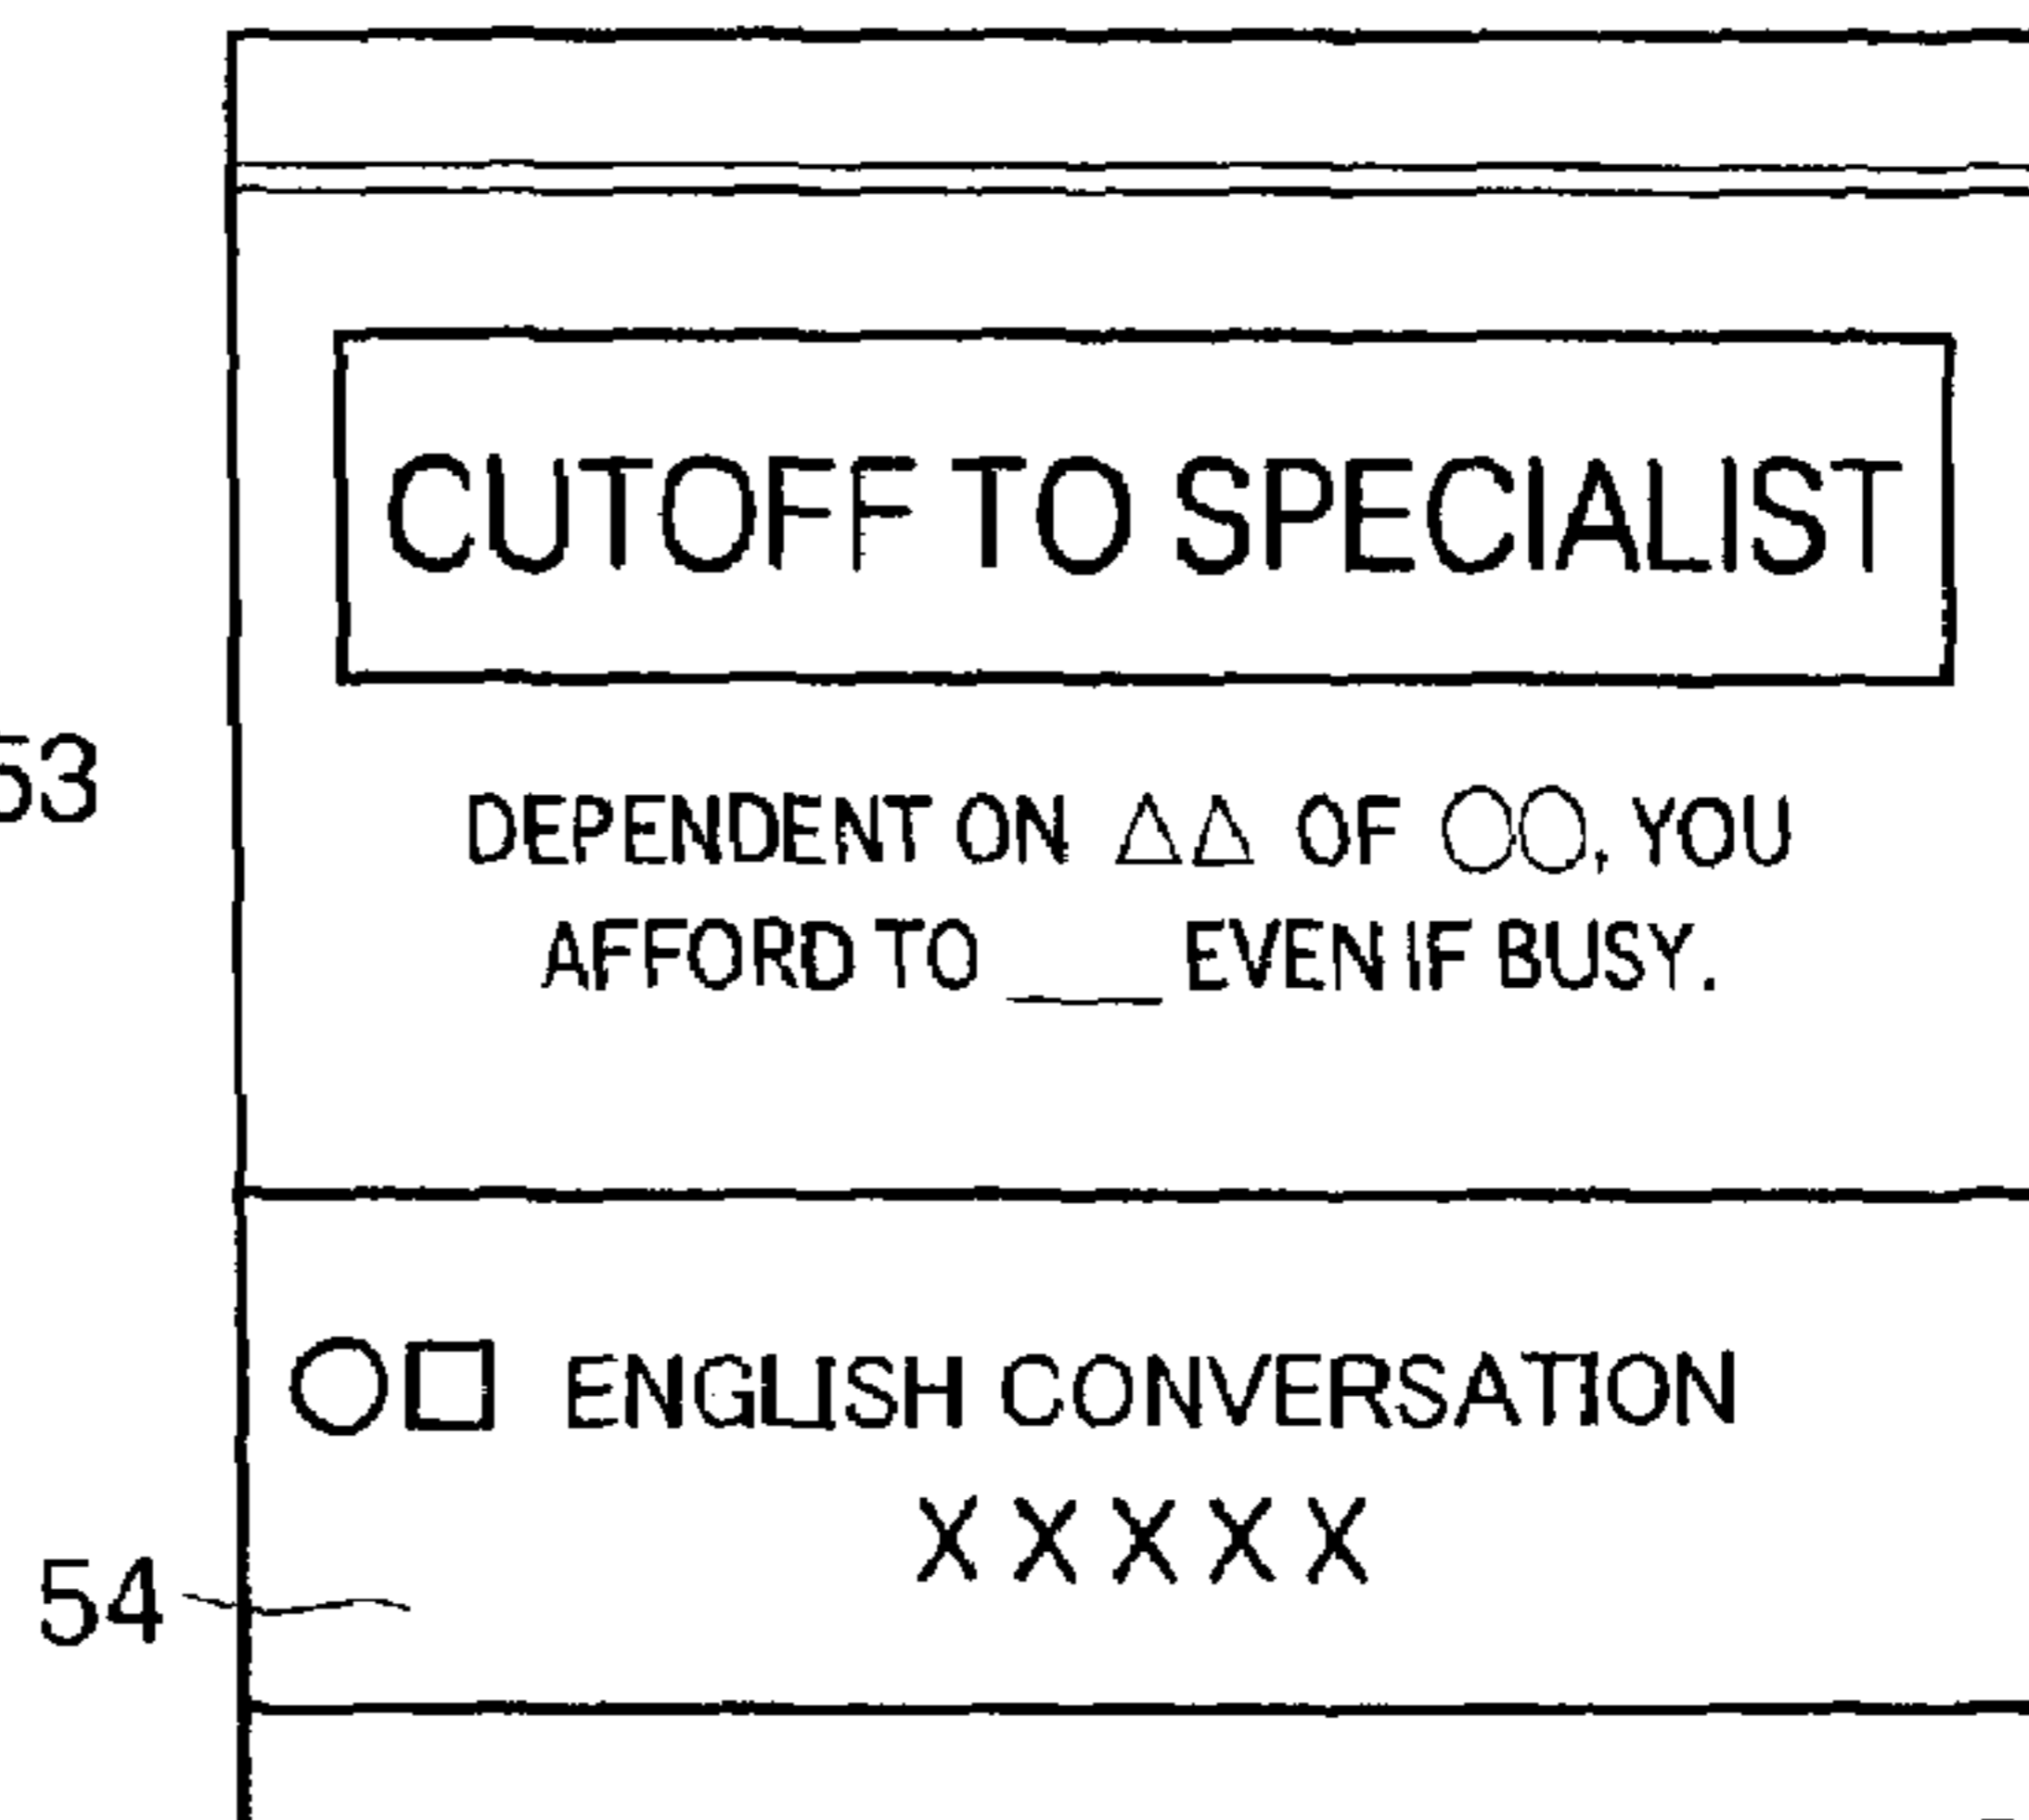 CUTOFF TO SPECIALIST
53
DEPENDENT ON △△ OF ○○, YOU
AFFORD TO ___ EVEN IF BUSY.
○□ ENGLISH CONVERSATION
XXXXX
54